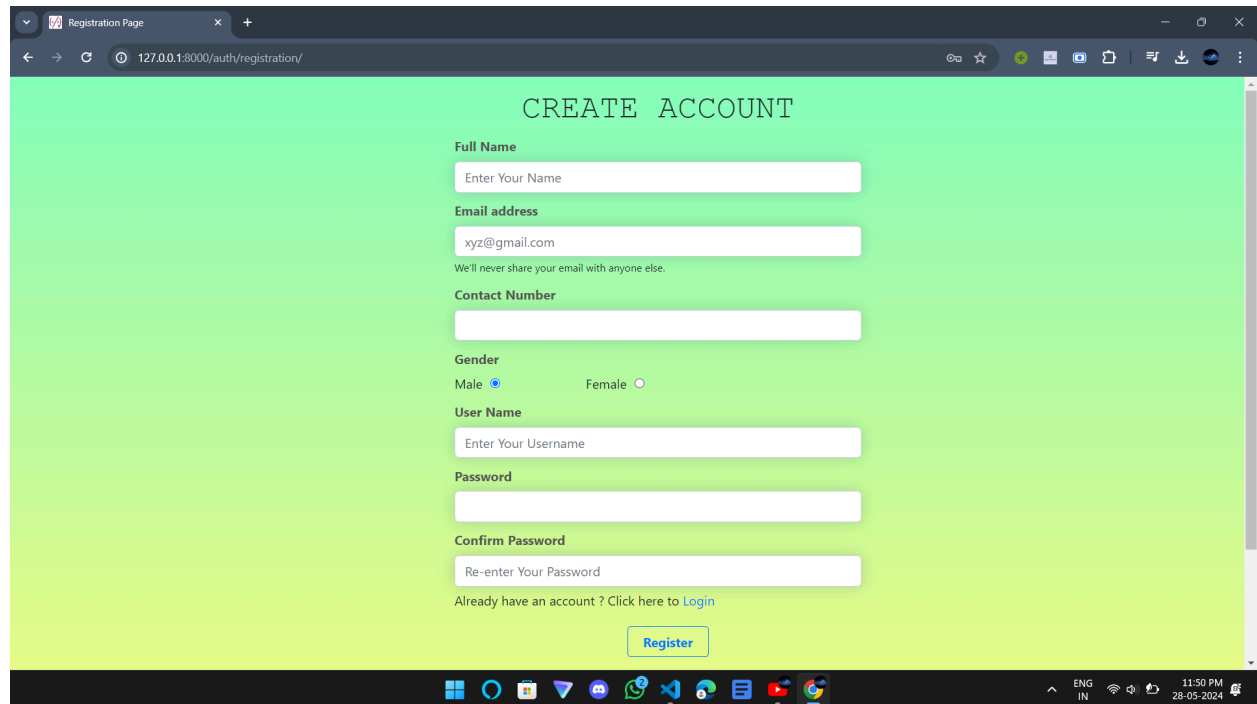 Registration Page
127.0.0.1:8000/auth/registration/
CREATE ACCOUNT
Full Name
Enter Your Name
Email address
xyz@gmail.com
We'll never share your email with anyone else.
Contact Number
Gender
Male Female
User Name
Enter Your Username
Password
Confirm Password
Re-enter Your Password
Already have an account ? Click here to Login
Register
2
ENG 11:50 PM
IN 28-05-2024